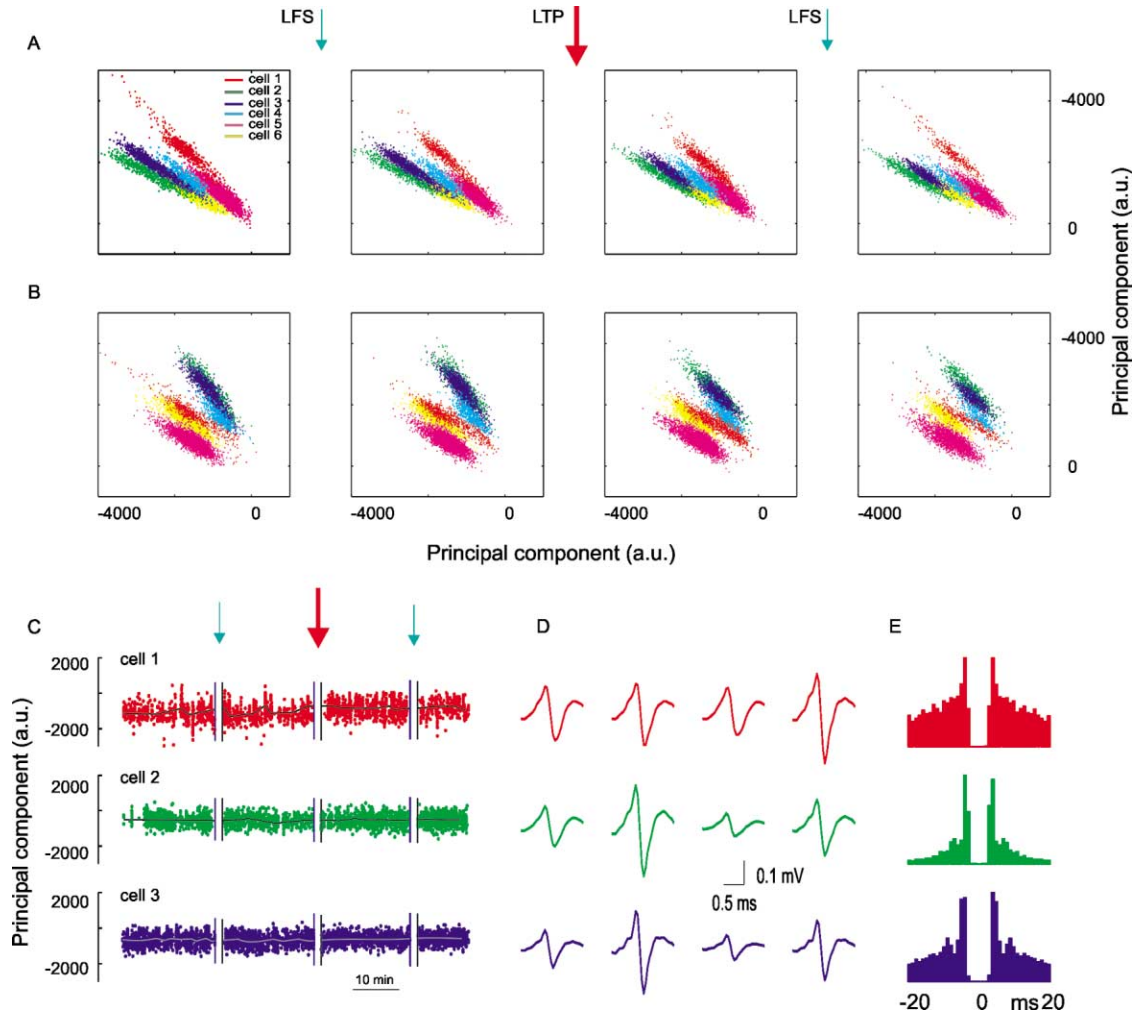 LFS LTP LFS
A
cell 1
cell 2
cell 3
cell 4
cell 5
cell 6
-4000
0
Principal component (a.u.)
B
-4000
0
Principal component (a.u.)
-4000 0 -4000 0 -4000 0 -4000 0
Principal component (a.u.)
C D E
cell 1
2000
-2000
cell 2
2000
-2000
cell 3
2000
-2000
Principal component (a.u.)
10 min
0.1 mV
0.5 ms
-20 0 ms 20